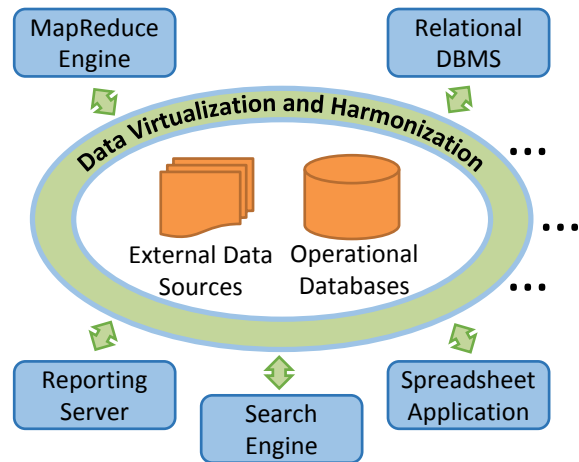 MapReduce
Engine
Relational
DBMS
Data Virtualization and Harmonization
...
External Data
Sources
Operational
Databases
...
...
Reporting
Server
Search
Engine
Spreadsheet
Application